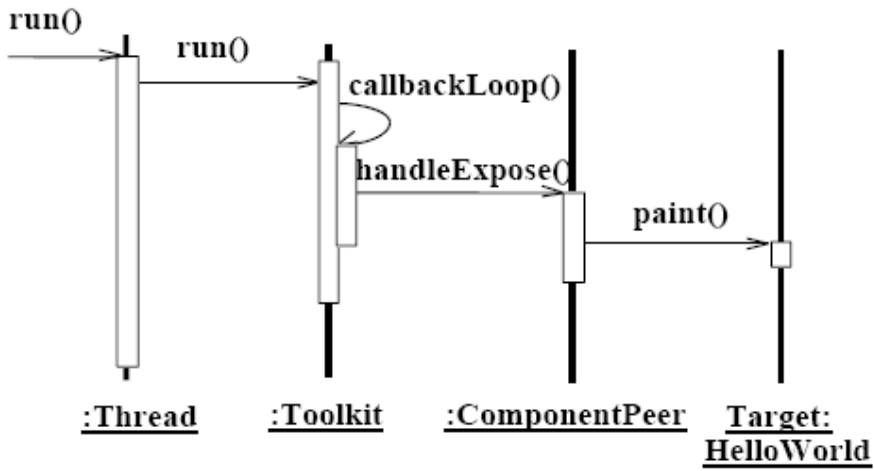 run()
run()
callbackLoop()
handleExpose()
paint()
:Thread
:Toolkit
:ComponentPeer
Target:
HelloWorld